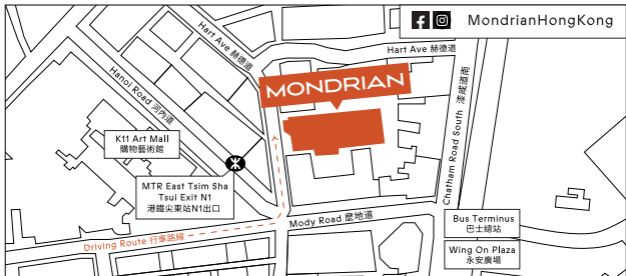 MondrianHongKong
Hart Ave 赫德道
Hart Ave 赫德道
MONDRIAN
Hanoi Road 河內道
Chatham Road South 漆咸道南
K11 Art Mall
購物藝術館
MTR East Tsim Sha
Tsui Exit N1
港鐵尖東站N1出口
Mody Road 麼地道
Bus Terminus
巴士總站
Driving Route 行車路線
Wing On Plaza
永安廣場